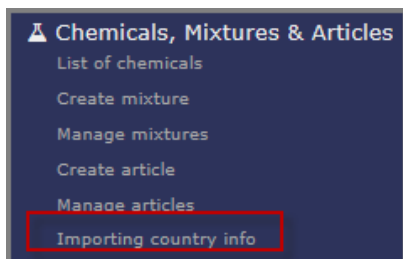 Chemicals, Mixtures & Articles
List of chemicals
Create mixture
Manage mixtures
Create article
Manage articles
Importing country info